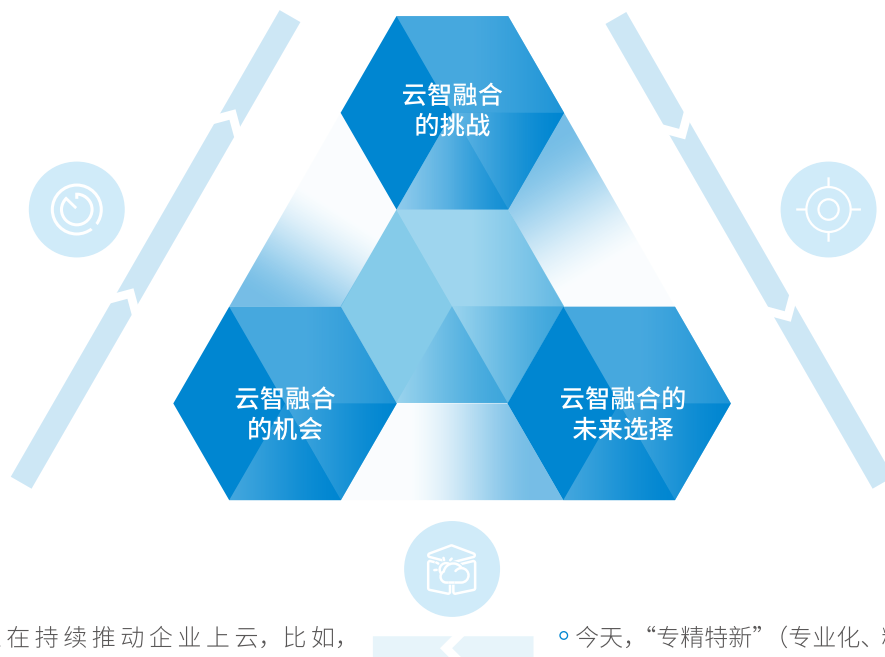 云智融合
的挑战
云智融合
的机会
云智融合的
未来选择
在持续推动企业上云，比如，
今天，“专精特新”（专业化、